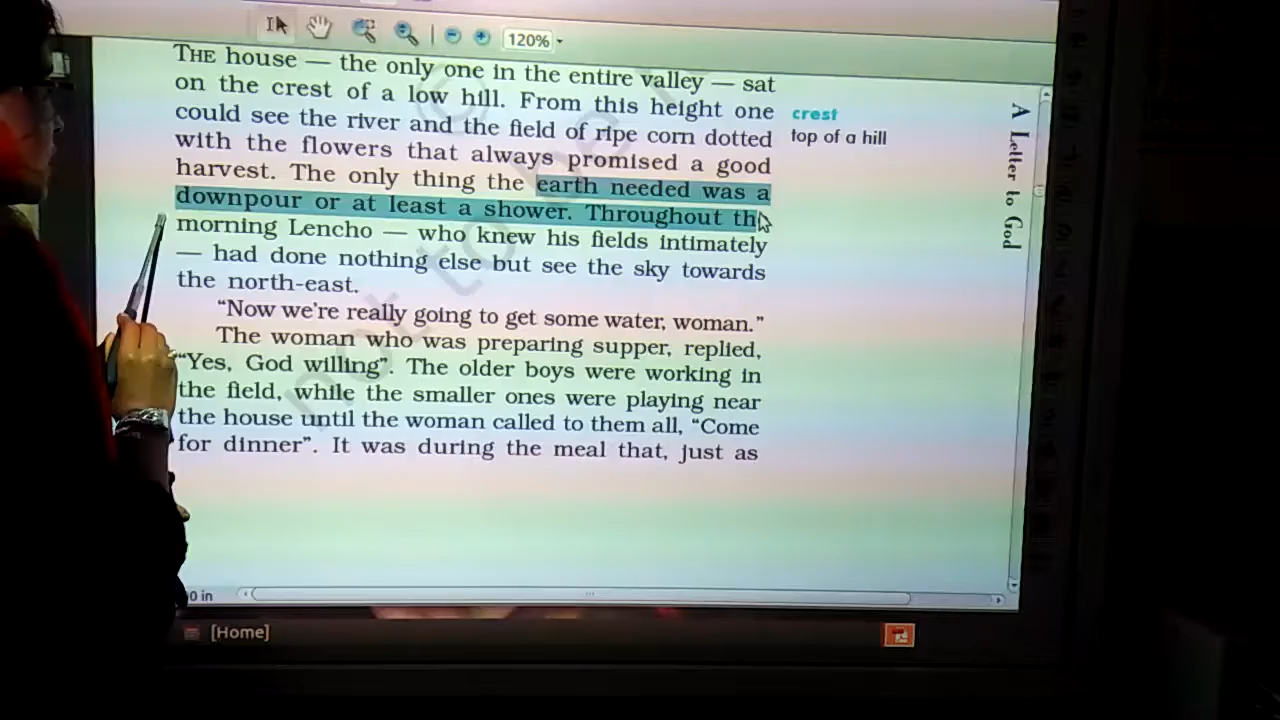 120%
THE house — the only one in the entire valley — sat
on the crest of a low hill. From this height one
could see the river and the field of ripe corn dotted
with the flowers that always promised a good
harvest. The only thing the earth needed was a
downpour or at least a shower. Throughout th
morning Lencho — who knew his fields intimately
— had done nothing else but see the sky towards
the north-east.
“Now we’re really going to get some water, woman.”
The woman who was preparing supper, replied,
“Yes, God willing”. The older boys were working in
the field, while the smaller ones were playing near
the house until the woman called to them all, “Come
for dinner”. It was during the meal that, just as
crest
top of a hill
A Letter to God
not to be
0 in
[Home]